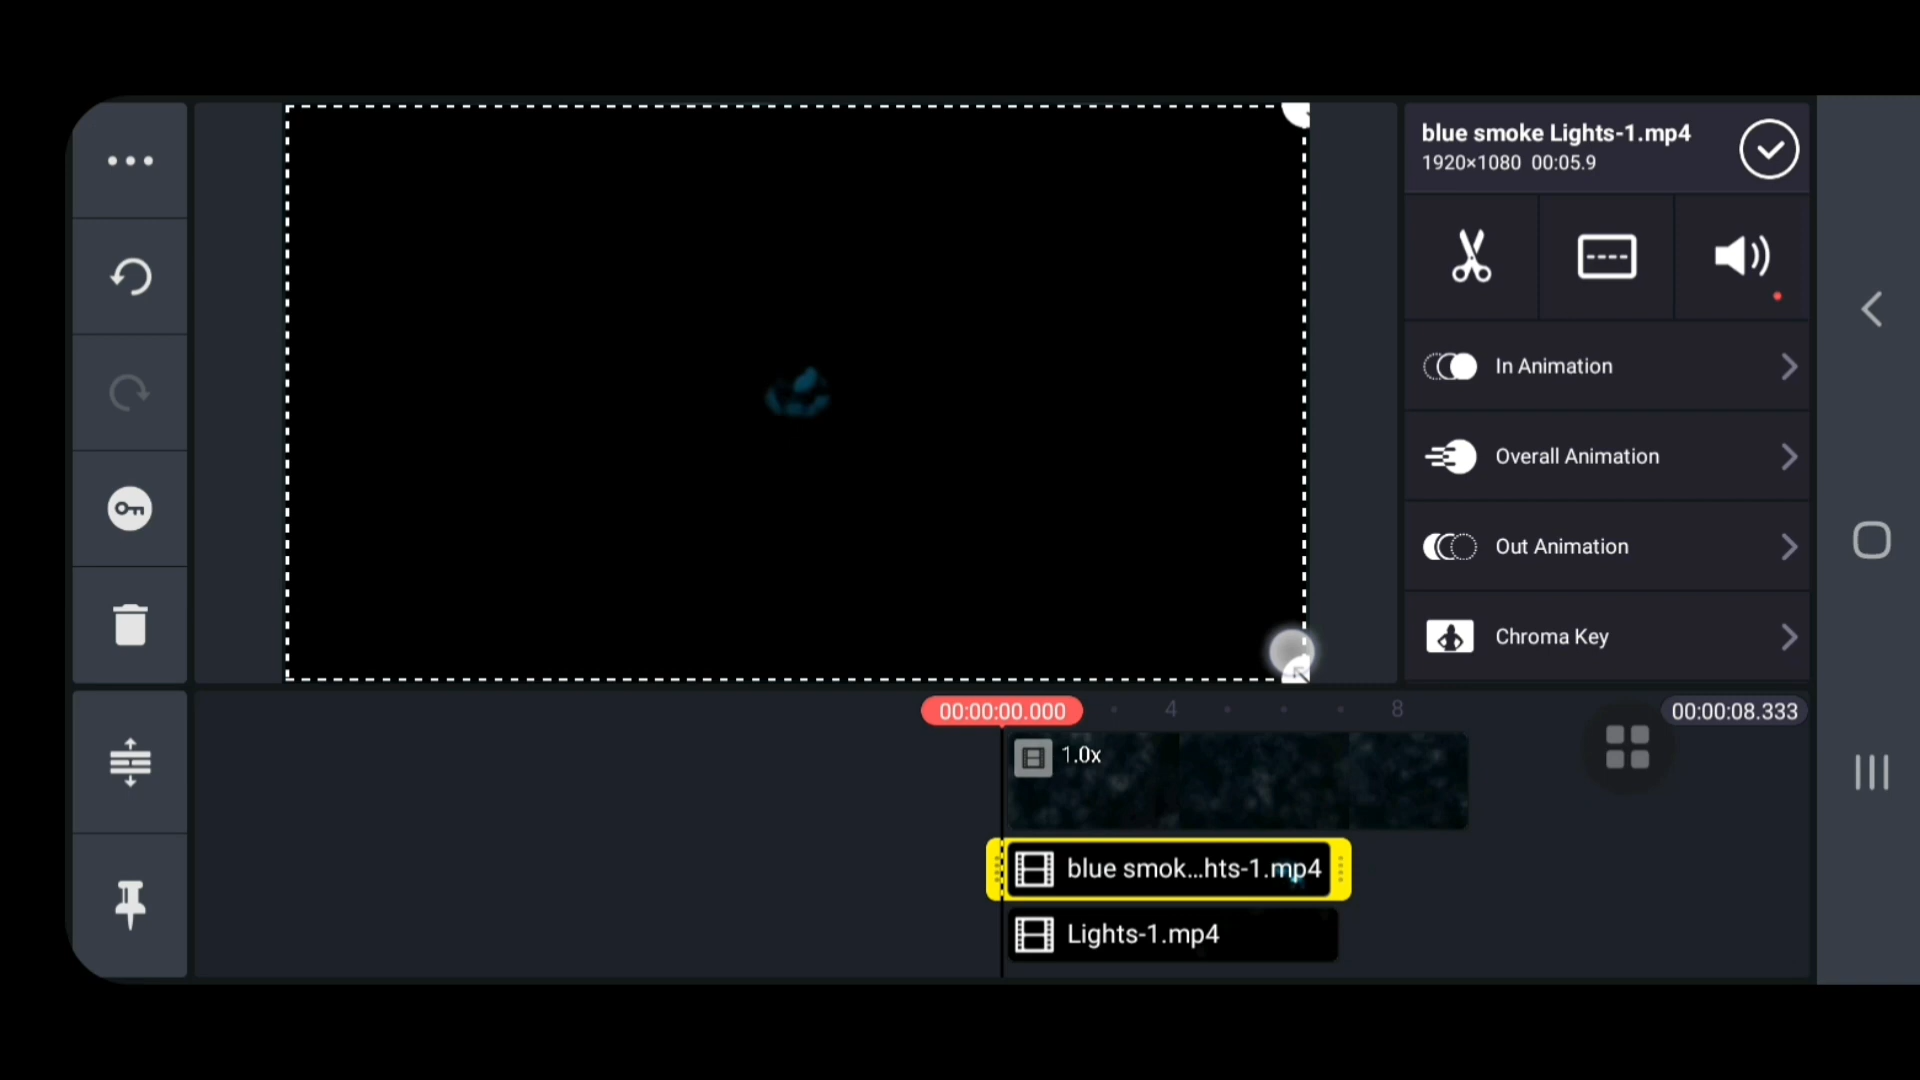 blue smoke Lights-1.mp4
1920×1080 00:05.9
In Animation
Overall Animation
Out Animation
Chroma Key
00:00:00.000
4
8
00:00:08.333
1.0x
blue smok...hts-1.mp4
Lights-1.mp4